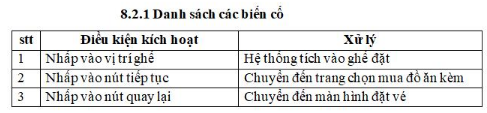 8.2.1 Danh sách các biến cố
stt Điều kiện kích hoạt Xử lý
1 Nhấp vào vị trí ghế Hệ thống tích vào ghế đặt
2 Nhấp vào nút tiếp tục Chuyển đến trang chọn mua đồ ăn kèm
3 Nhấp vào nút quay lại Chuyển đến màn hình đặt vé